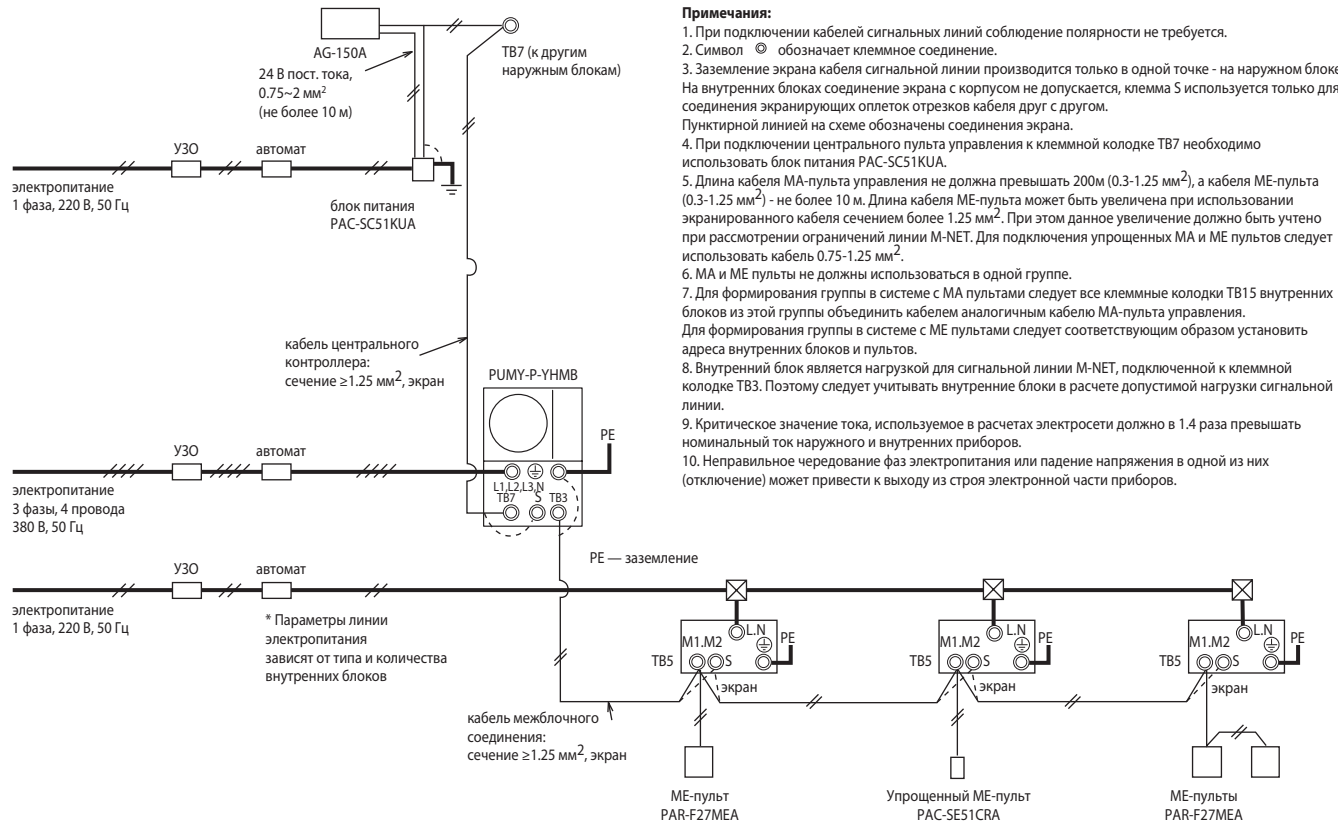 AG-150A
24 В пост. тока,
0.75~2 мм²
(не более 10 м)
TB7 (к другим
наружным блокам)
УЗО
автомат
электропитание
1 фаза, 220 В, 50 Гц
блок питания
PAC-SC51KUA
кабель центрального
контроллера:
сечение ≥1.25 мм², экран
PUMY-P-YHMB
PE
УЗО
автомат
L1,L2,L3,N
TB7 S TB3
электропитание
3 фазы, 4 провода
380 В, 50 Гц
PE — заземление
УЗО
автомат
электропитание
1 фаза, 220 В, 50 Гц
* Параметры линии
электропитания
зависят от типа и количества
внутренних блоков
L.N
M1.M2
PE
TB5
S
экран
L.N
M1.M2
PE
TB5
S
экран
L.N
M1.M2
PE
TB5
S
экран
кабель межблочного
соединения:
сечение ≥1.25 мм², экран
ME-пульт
PAR-F27MEA
Упрощенный ME-пульт
PAC-SE51CRA
ME-пульты
PAR-F27MEA
Примечания:
1. При подключении кабелей сигнальных линий соблюдение полярности не требуется.
2. Символ ◎ обозначает клеммное соединение.
3. Заземление экрана кабеля сигнальной линии производится только в одной точке - на наружном блоке
На внутренних блоках соединение экрана с корпусом не допускается, клемма S используется только для
соединения экранирующих оплеток отрезков кабеля друг с другом.
Пунктирной линией на схеме обозначены соединения экрана.
4. При подключении центрального пульта управления к клеммной колодке TB7 необходимо
использовать блок питания PAC-SC51KUA.
5. Длина кабеля MA-пульта управления не должна превышать 200м (0.3-1.25 мм²), а кабеля ME-пульта
(0.3-1.25 мм²) - не более 10 м. Длина кабеля ME-пульта может быть увеличена при использовании
экранированного кабеля сечением более 1.25 мм². При этом данное увеличение должно быть учтено
при рассмотрении ограничений линии M-NET. Для подключения упрощенных MA и ME пультов следует
использовать кабель 0.75-1.25 мм².
6. MA и ME пульты не должны использоваться в одной группе.
7. Для формирования группы в системе с MA пультами следует все клеммные колодки TB15 внутренних
блоков из этой группы объединить кабелем аналогичным кабелю MA-пульта управления.
Для формирования группы в системе с ME пультами следует соответствующим образом установить
адреса внутренних блоков и пультов.
8. Внутренний блок является нагрузкой для сигнальной линии M-NET, подключенной к клеммной
колодке TB3. Поэтому следует учитывать внутренние блоки в расчете допустимой нагрузки сигнальной
линии.
9. Критическое значение тока, используемое в расчетах электросети должно в 1.4 раза превышать
номинальный ток наружного и внутренних приборов.
10. Неправильное чередование фаз электропитания или падение напряжения в одной из них
(отключение) может привести к выходу из строя электронной части приборов.